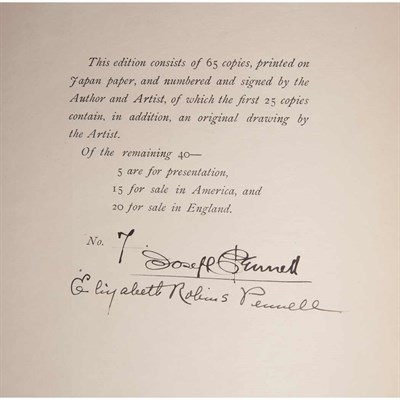 This edition consists of 65 copies, printed on
Japan paper, and numbered and signed by the
Author and Artist, of which the first 25 copies
contain, in addition, an original drawing by
the Artist.
Of the remaining 40—
5 are for presentation,
15 for sale in America, and
20 for sale in England.
No. 7.
Joseph Pennell
Elizabeth Robins Pennell